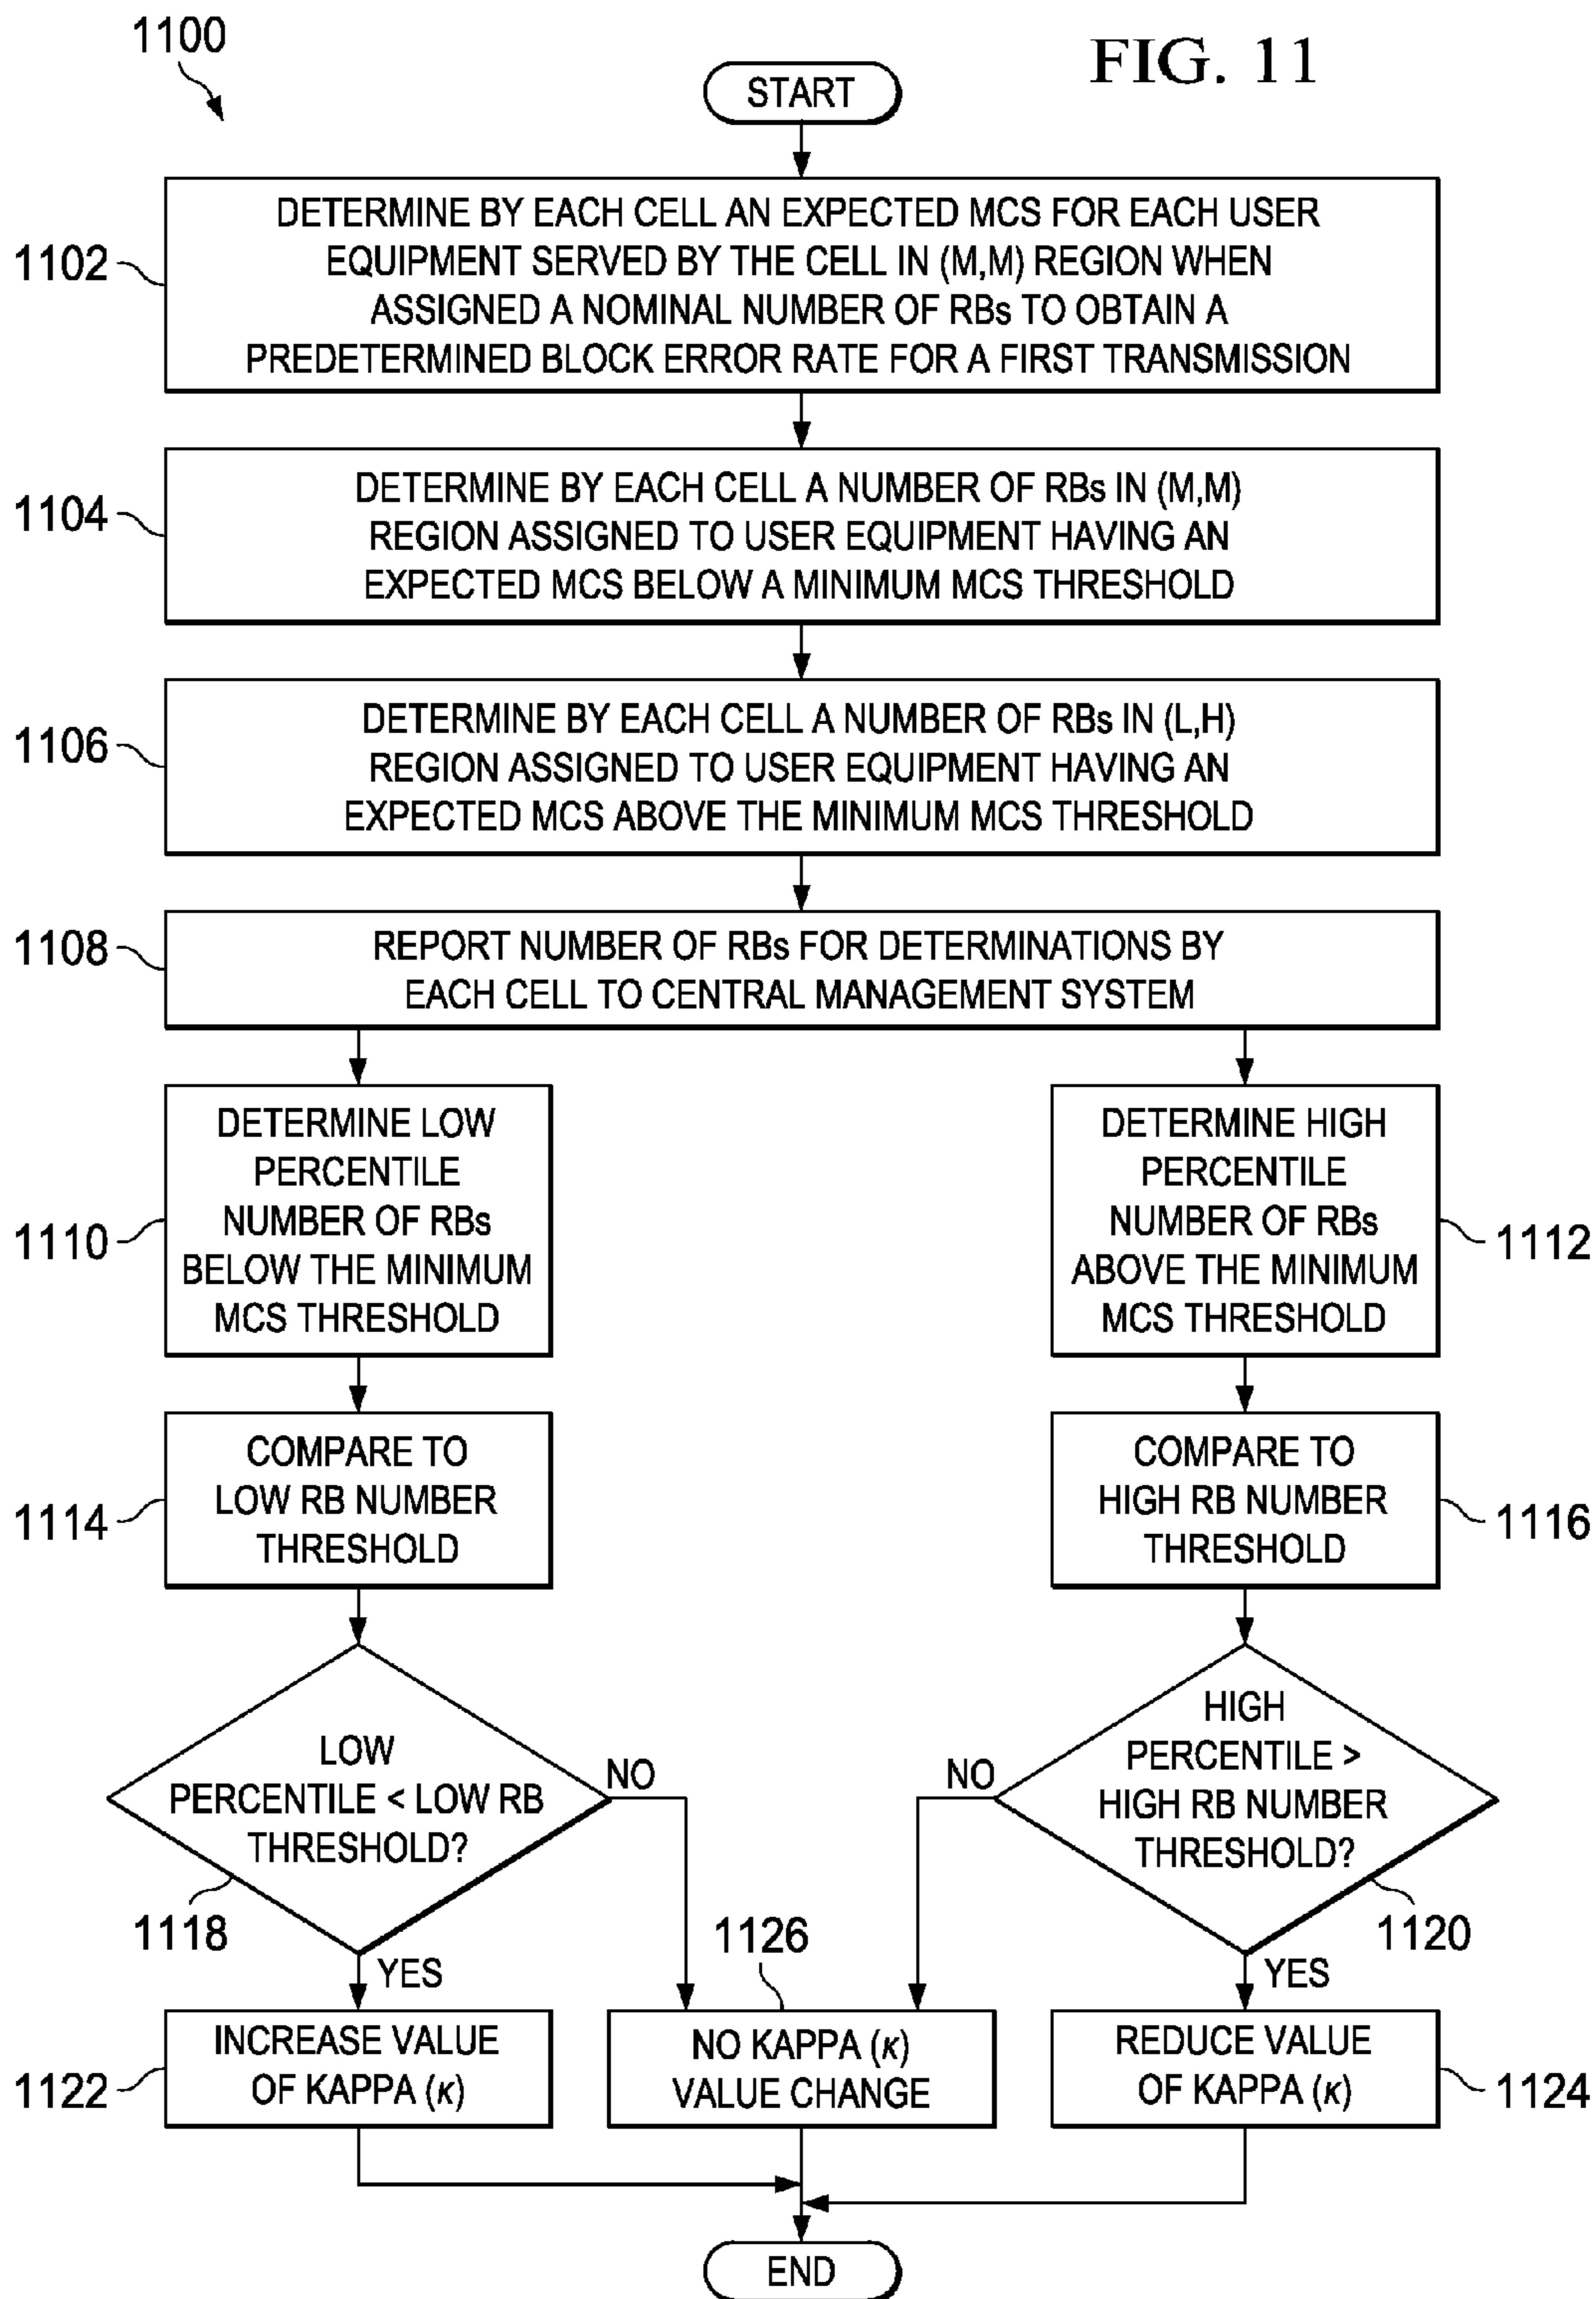 1100
FIG. 11
START
DETERMINE BY EACH CELL AN EXPECTED MCS FOR EACH USER
EQUIPMENT SERVED BY THE CELL IN (M,M) REGION WHEN
ASSIGNED A NOMINAL NUMBER OF RBs TO OBTAIN A
PREDETERMINED BLOCK ERROR RATE FOR A FIRST TRANSMISSION
1102
DETERMINE BY EACH CELL A NUMBER OF RBs IN (M,M)
REGION ASSIGNED TO USER EQUIPMENT HAVING AN
EXPECTED MCS BELOW A MINIMUM MCS THRESHOLD
1104
DETERMINE BY EACH CELL A NUMBER OF RBs IN (L,H)
REGION ASSIGNED TO USER EQUIPMENT HAVING AN
EXPECTED MCS ABOVE THE MINIMUM MCS THRESHOLD
1106
REPORT NUMBER OF RBs FOR DETERMINATIONS BY
EACH CELL TO CENTRAL MANAGEMENT SYSTEM
1108
DETERMINE LOW
PERCENTILE
NUMBER OF RBs
BELOW THE MINIMUM
MCS THRESHOLD
1110
DETERMINE HIGH
PERCENTILE
NUMBER OF RBs
ABOVE THE MINIMUM
MCS THRESHOLD
1112
COMPARE TO
LOW RB NUMBER
THRESHOLD
1114
COMPARE TO
HIGH RB NUMBER
THRESHOLD
1116
LOW
PERCENTILE < LOW RB
THRESHOLD?
NO
1118
YES
HIGH
PERCENTILE >
HIGH RB NUMBER
THRESHOLD?
NO
1120
YES
1126
INCREASE VALUE
OF KAPPA (κ)
1122
NO KAPPA (κ)
VALUE CHANGE
REDUCE VALUE
OF KAPPA (κ)
1124
END